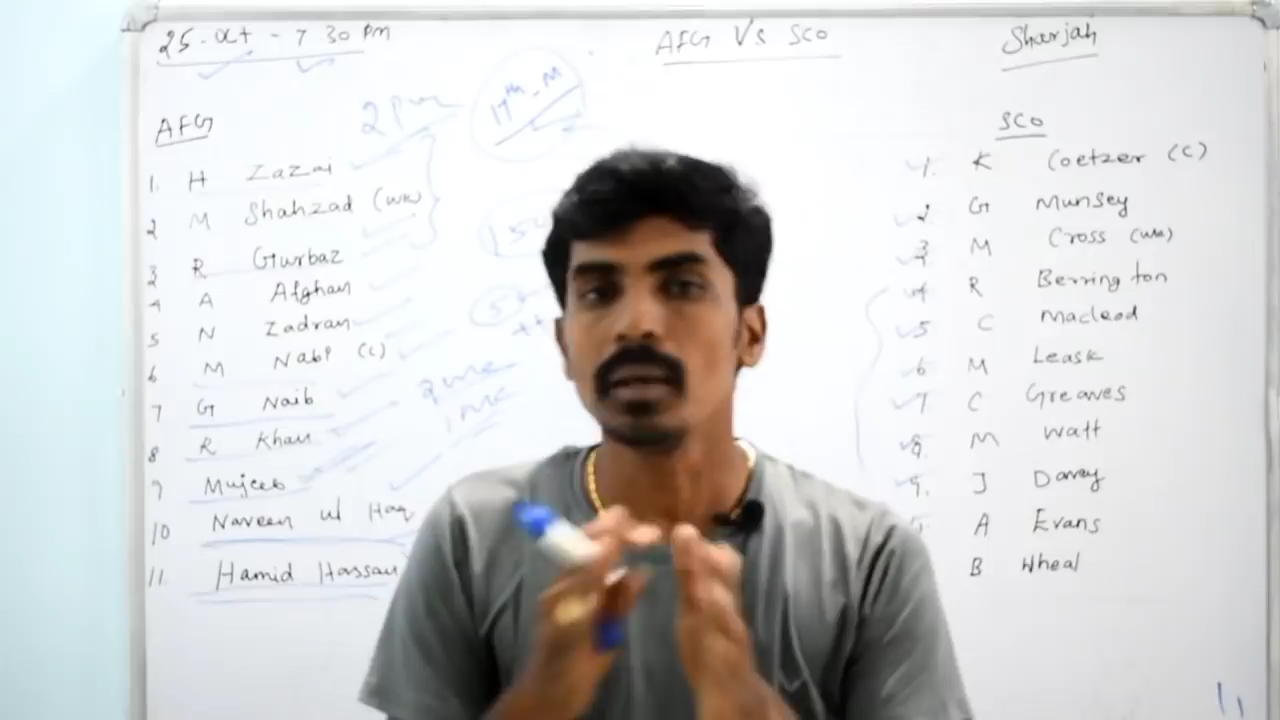 25-oct - 7 30 pm
AFG Vs SCO
Sharjah
AFG
1. H Zazai
2 M Shahzad (wk)
3 R Gurbaz
4 A Afghan
5 N Zadran
6 M Nabi (c)
7 G Naib
8 R Khan
9 Mujeeb
10 Naveen ul Haq
11. Hamid Hassan
2 pm
17th - M
SCO
1. K Coetzer (c)
2 G Munsey
3 M Cross (wk)
4 R Berrington
5 C Macleod
6 M Leask
7 C Greaves
8. M Watt
9. J Davey
A Evans
B Wheal